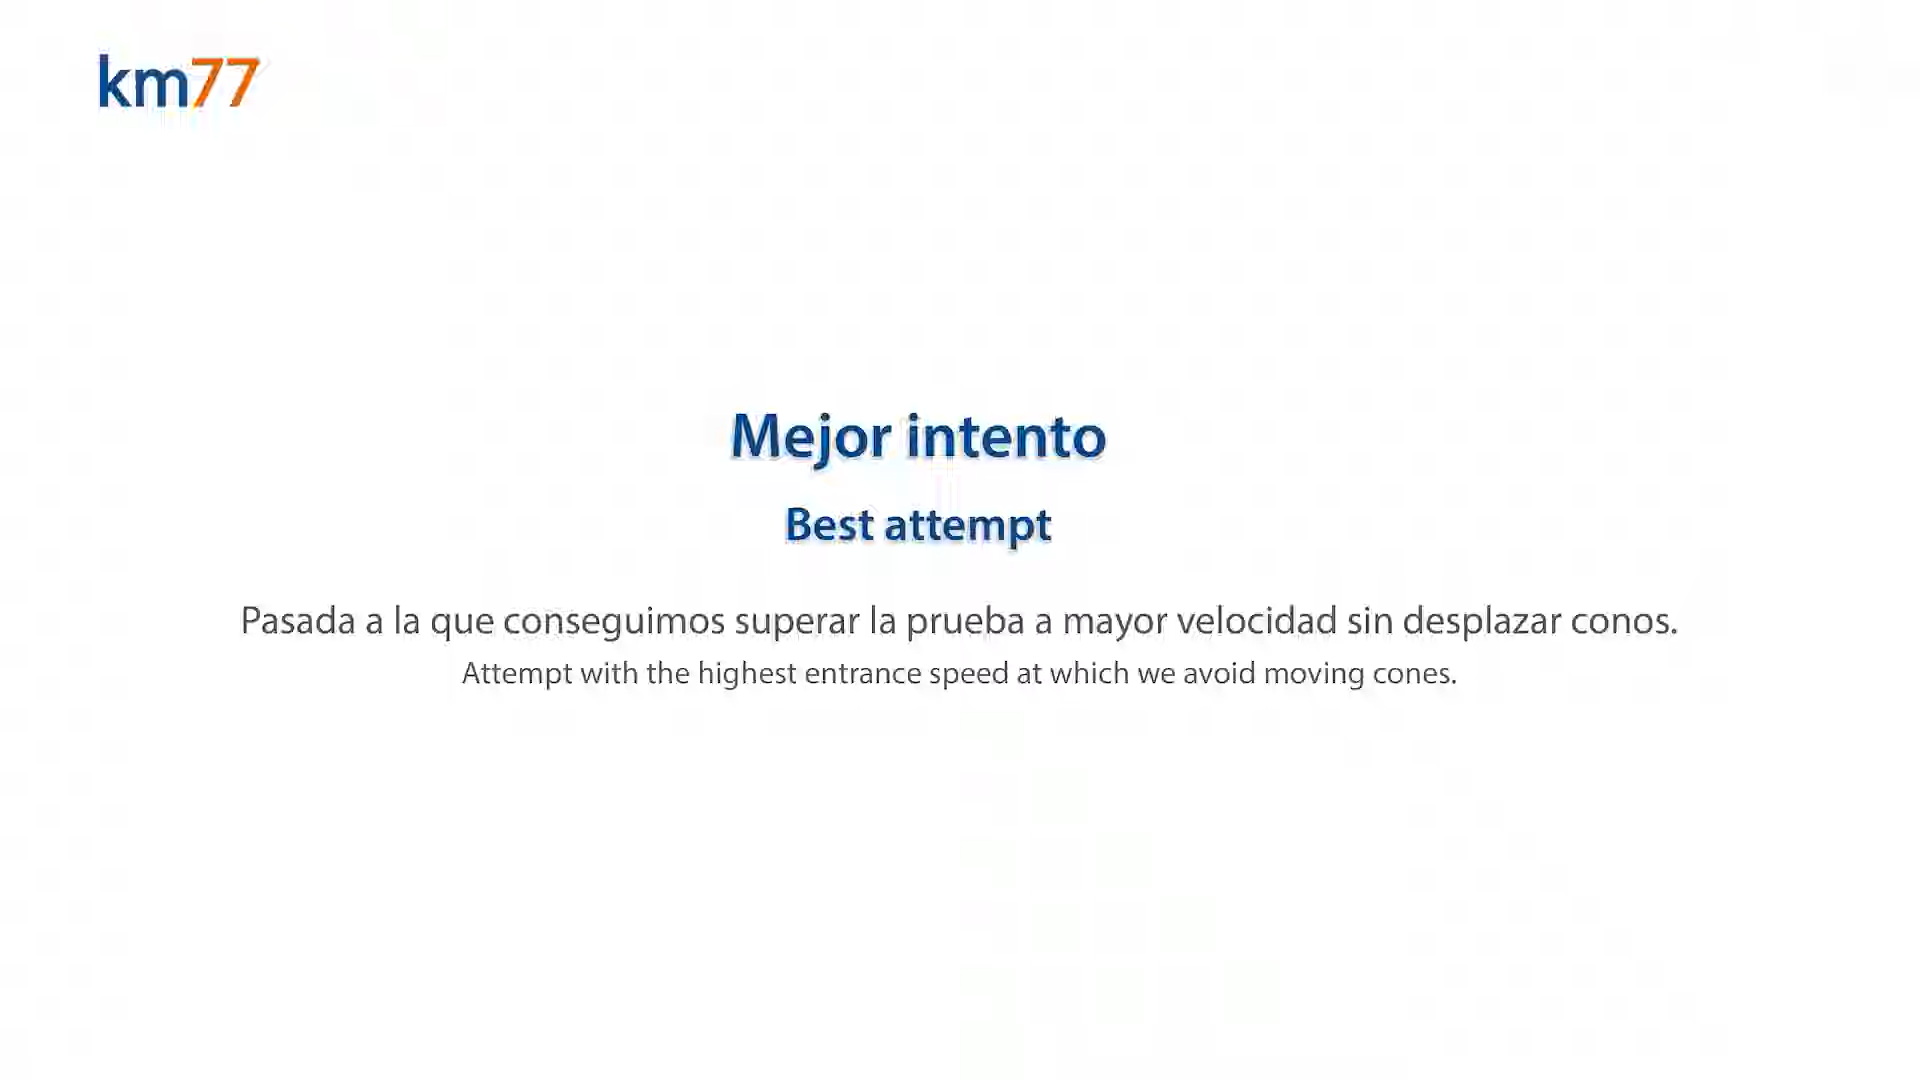 km77
Mejor intento
Best attempt
Pasada a la que conseguimos superar la prueba a mayor velocidad sin desplazar conos.
Attempt with the highest entrance speed at which we avoid moving cones.